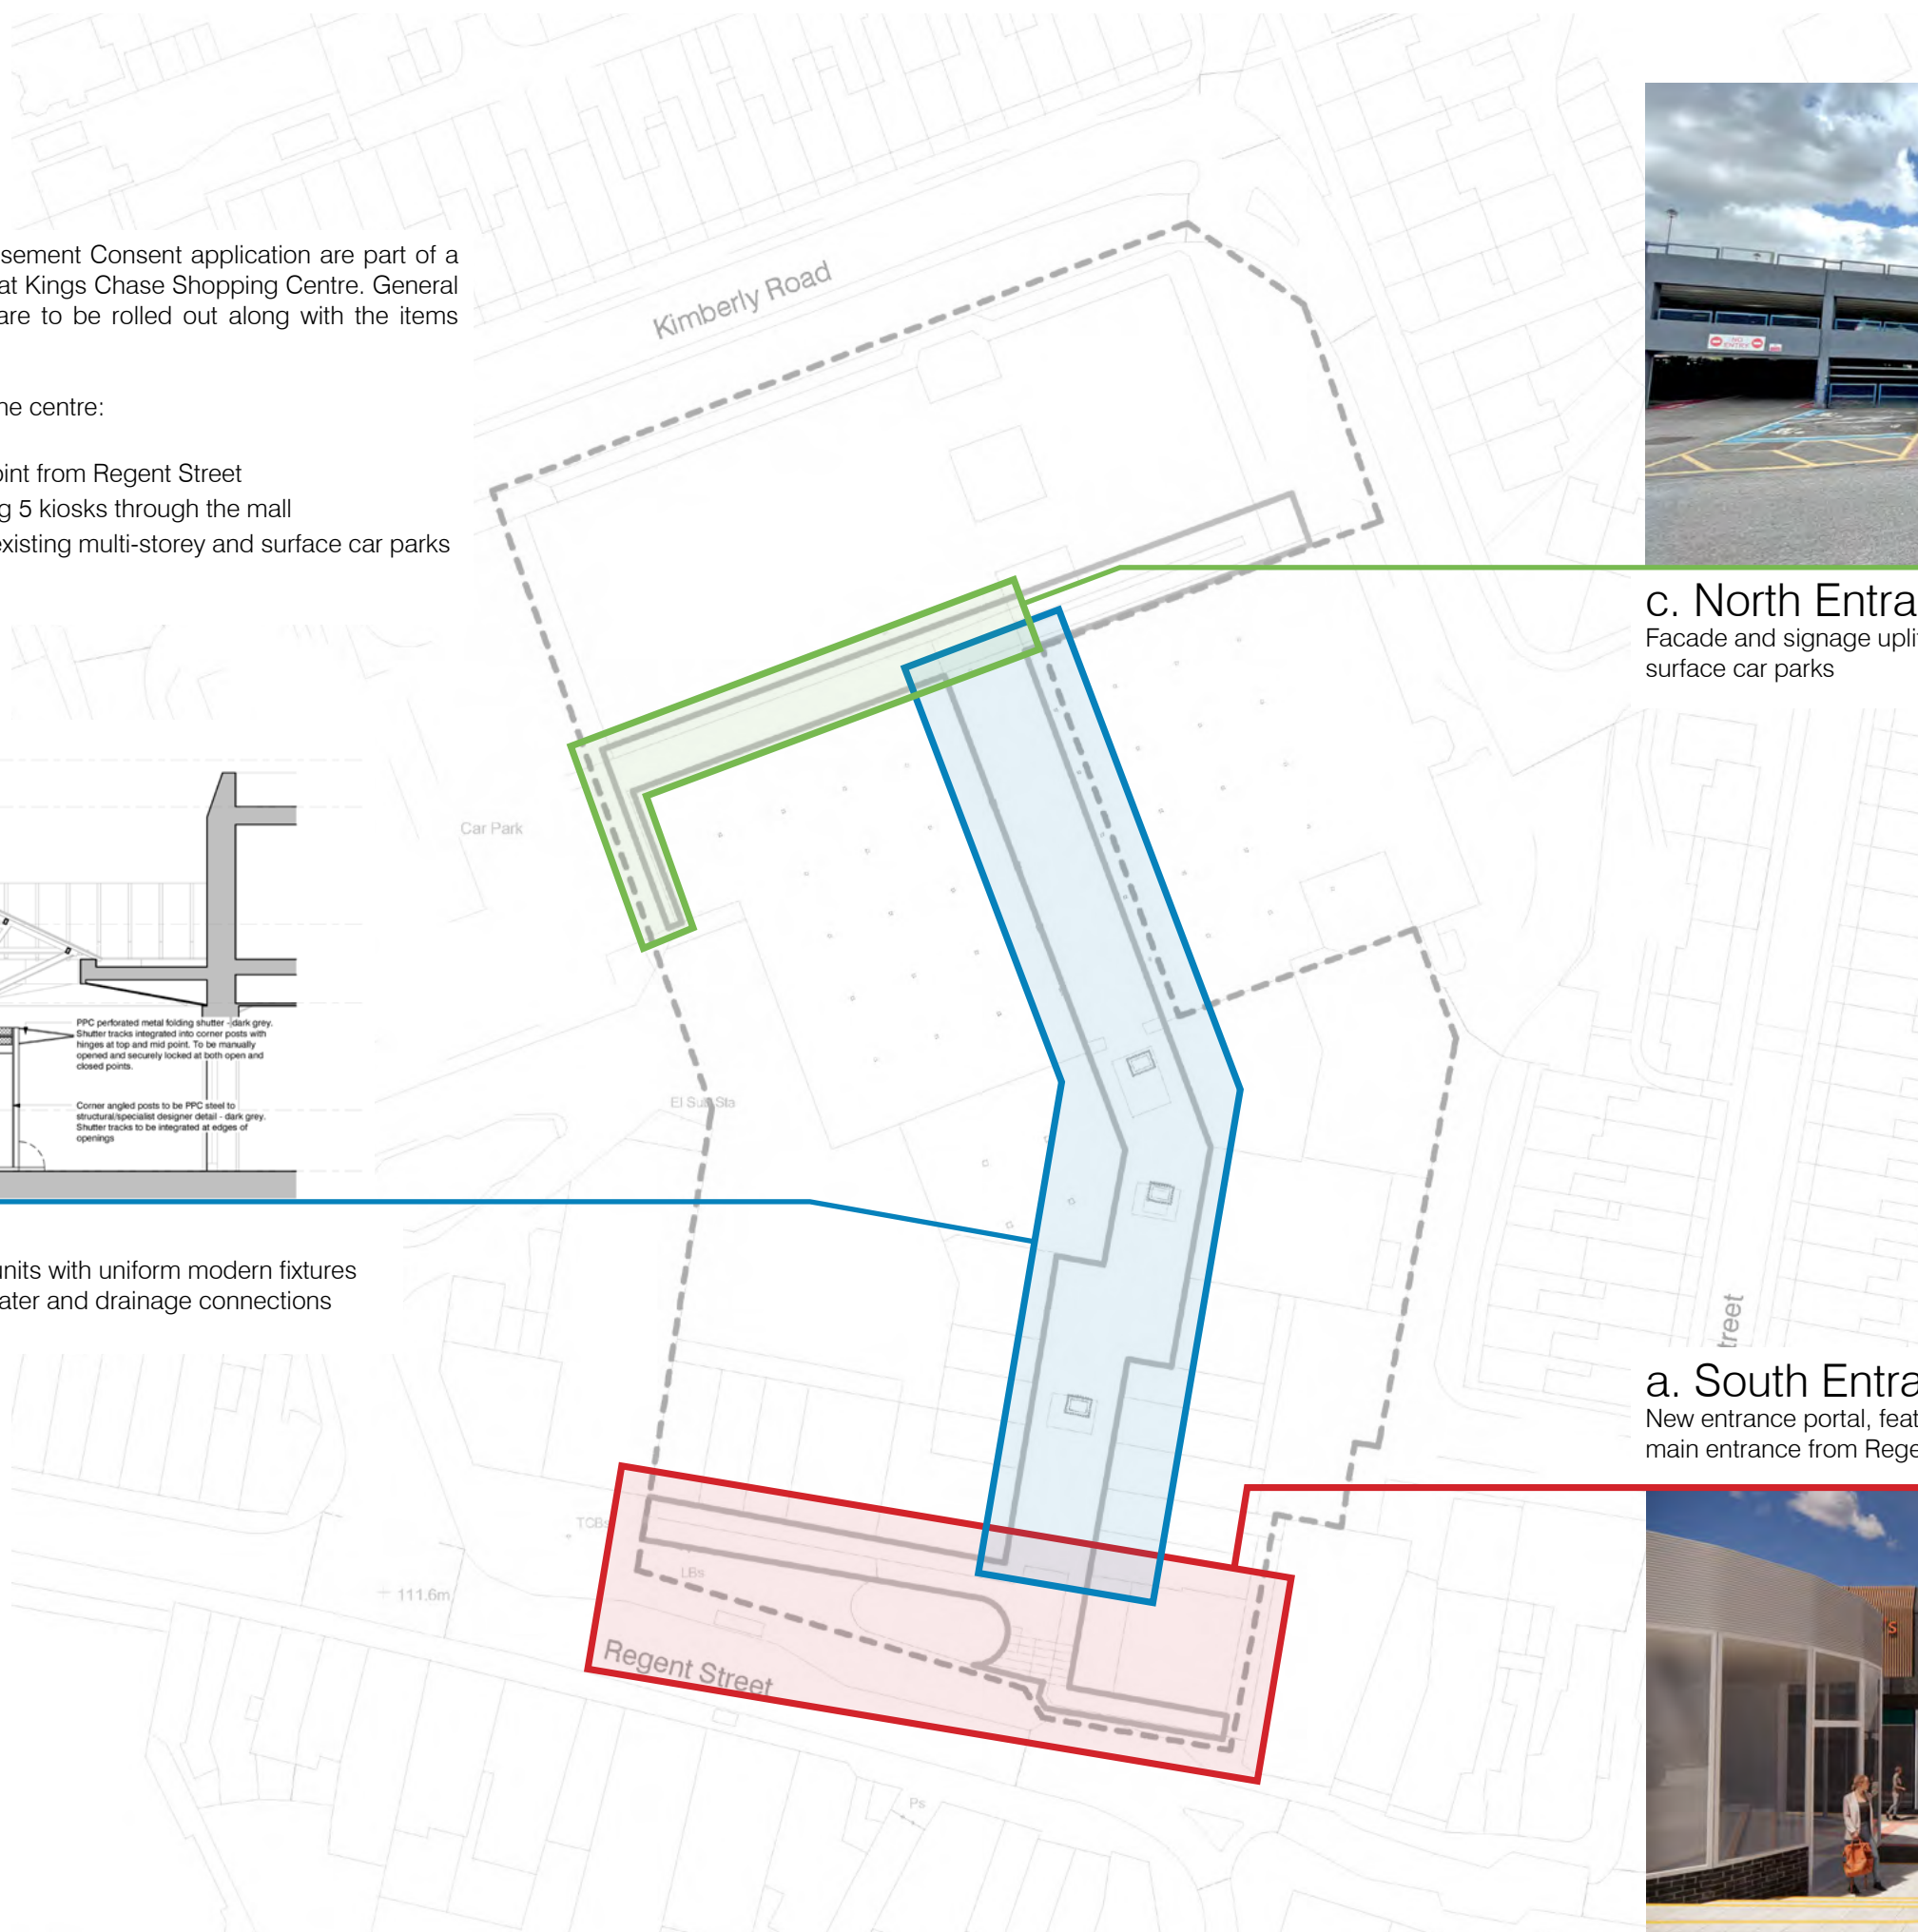 sement Consent application are part of a
at Kings Chase Shopping Centre. General
are to be rolled out along with the items
ne centre:
oint from Regent Street
g 5 kiosks through the mall
existing multi-storey and surface car parks
Kimberly Road
NO
ENTRY
c. North Entra
Facade and signage upli
surface car parks
Car Park
PPC perforated metal folding shutter - dark grey.
Shutter tracks integrated into corner posts with
hinges at top and mid point. To be manually
opened and securely locked at both open and
closed points.
Corner angled posts to be PPC steel to
structural/specialist designer detail - dark grey.
Shutter tracks to be integrated at edges of
openings
El Sub Sta
units with uniform modern fixtures
ater and drainage connections
treet
a. South Entra
New entrance portal, feat
main entrance from Rege
TCBs
LBs
111.6m
Regent Street
Ps
's